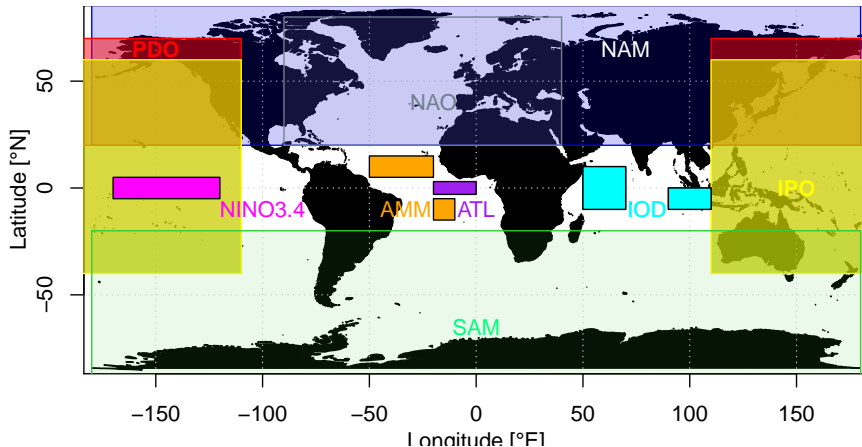 PDO
NAM
NAO
IPO
NINO3.4
AMM
ATL
IOD
SAM
Latitude [°N]
50
0
−50
−150
−100
−50
0
50
100
150
Longitude [°E]